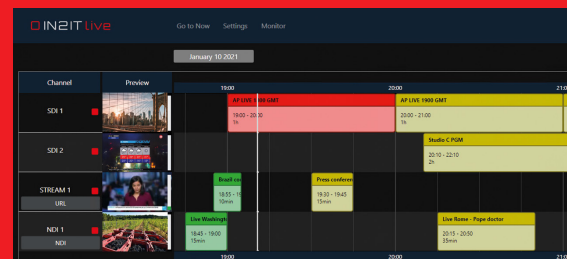 IN2IT live
Go to Now Settings Monitor
January 10 2021
Channel Preview 19:00 20:00 21:0
SDI 1
AP LIVE 1900 GMT
19:00 - 20:00
1h
AP LIVE 1900 GMT
20:00 - 21:00
1h
SDI 2
Studio C PGM
20:10 - 22:10
2h
STREAM 1
URL
Brazil co
18:55 - 19
10min
Press conferen
19:30 - 19:45
15min
NDI 1
NDI
Live Washingt
18:45 - 19:00
15min
Live Rome - Pope doctor
20:15 - 20:50
35min
19:00 20:00 21:0